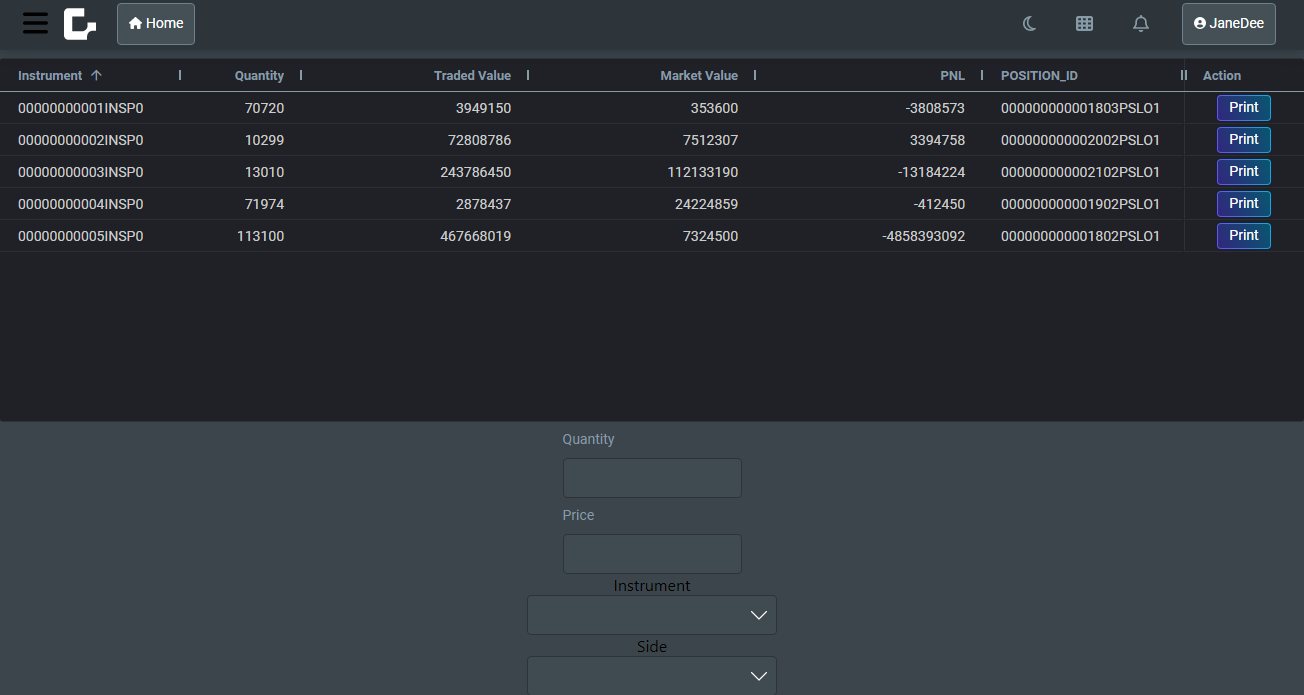 Home JaneDee
Instrument Quantity Traded Value Market Value PNL POSITION_ID Action
00000000001INSP0 70720 3949150 353600 -3808573 000000000001803PSLO1 Print
00000000002INSP0 10299 72808786 7512307 3394758 000000000002002PSLO1 Print
00000000003INSP0 13010 243786450 112133190 -13184224 000000000002102PSLO1 Print
00000000004INSP0 71974 2878437 24224859 -412450 000000000001902PSLO1 Print
00000000005INSP0 113100 467668019 7324500 -4858393092 000000000001802PSLO1 Print
Quantity
Price
Instrument
Side